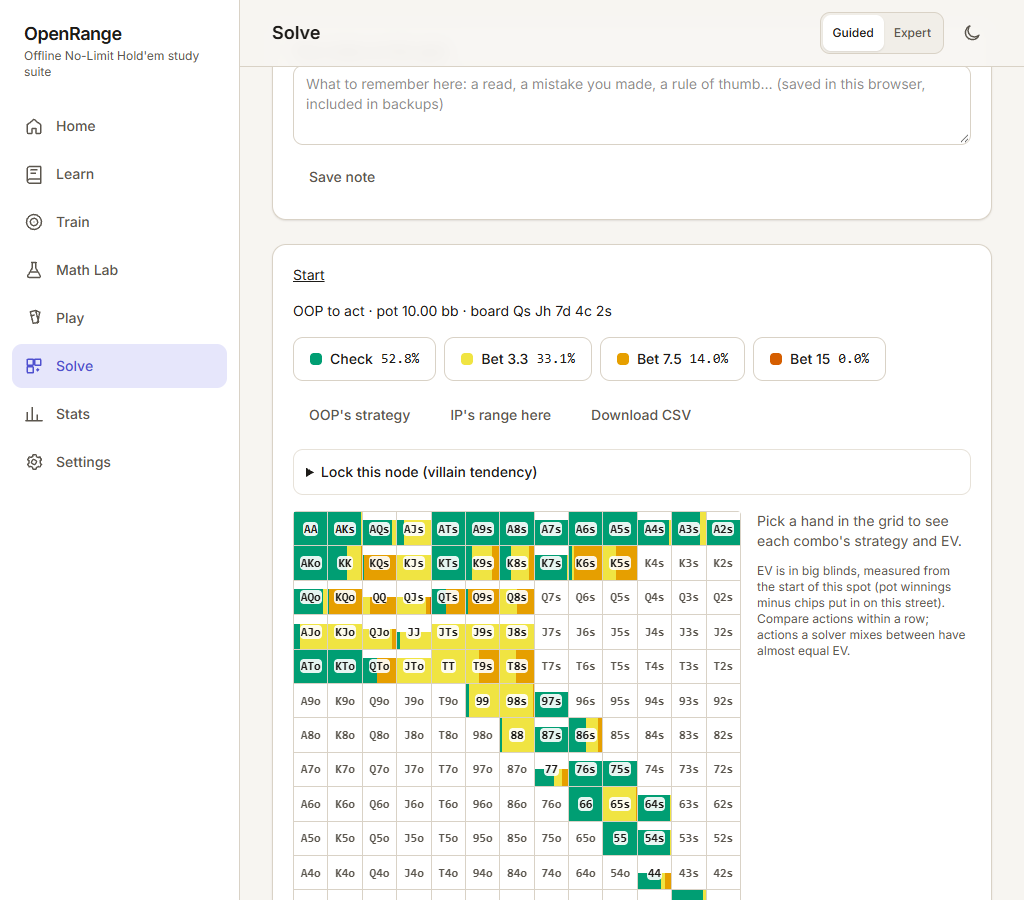 OpenRange
Offline No-Limit Hold'em study
suite
Home
Learn
Train
Math Lab
Play
Solve
Stats
Settings
Solve
Guided Expert
What to remember here: a read, a mistake you made, a rule of thumb... (saved in this browser,
included in backups)
Save note
Start
OOP to act · pot 10.00 bb · board Qs Jh 7d 4c 2s
Check 52.8% Bet 3.3 33.1% Bet 7.5 14.0% Bet 15 0.0%
OOP's strategy IP's range here Download CSV
Lock this node (villain tendency)
AA AKs AQs AJs ATs A9s A8s A7s A6s A5s A4s A3s A2s
AKo KK KQs KJs KTs K9s K8s K7s K6s K5s K4s K3s K2s
AQo KQo QQ QJs QTs Q9s Q8s Q7s Q6s Q5s Q4s Q3s Q2s
AJo KJo QJo JJ JTs J9s J8s J7s J6s J5s J4s J3s J2s
ATo KTo QTo JTo TT T9s T8s T7s T6s T5s T4s T3s T2s
A9o K9o Q9o J9o T9o 99 98s 97s 96s 95s 94s 93s 92s
A8o K8o Q8o J8o T8o 98o 88 87s 86s 85s 84s 83s 82s
A7o K7o Q7o J7o T7o 97o 87o 77 76s 75s 74s 73s 72s
A6o K6o Q6o J6o T6o 96o 86o 76o 66 65s 64s 63s 62s
A5o K5o Q5o J5o T5o 95o 85o 75o 65o 55 54s 53s 52s
A4o K4o Q4o J4o T4o 94o 84o 74o 64o 54o 44 43s 42s
Pick a hand in the grid to see
each combo's strategy and EV.
EV is in big blinds, measured from
the start of this spot (pot winnings
minus chips put in on this street).
Compare actions within a row;
actions a solver mixes between have
almost equal EV.